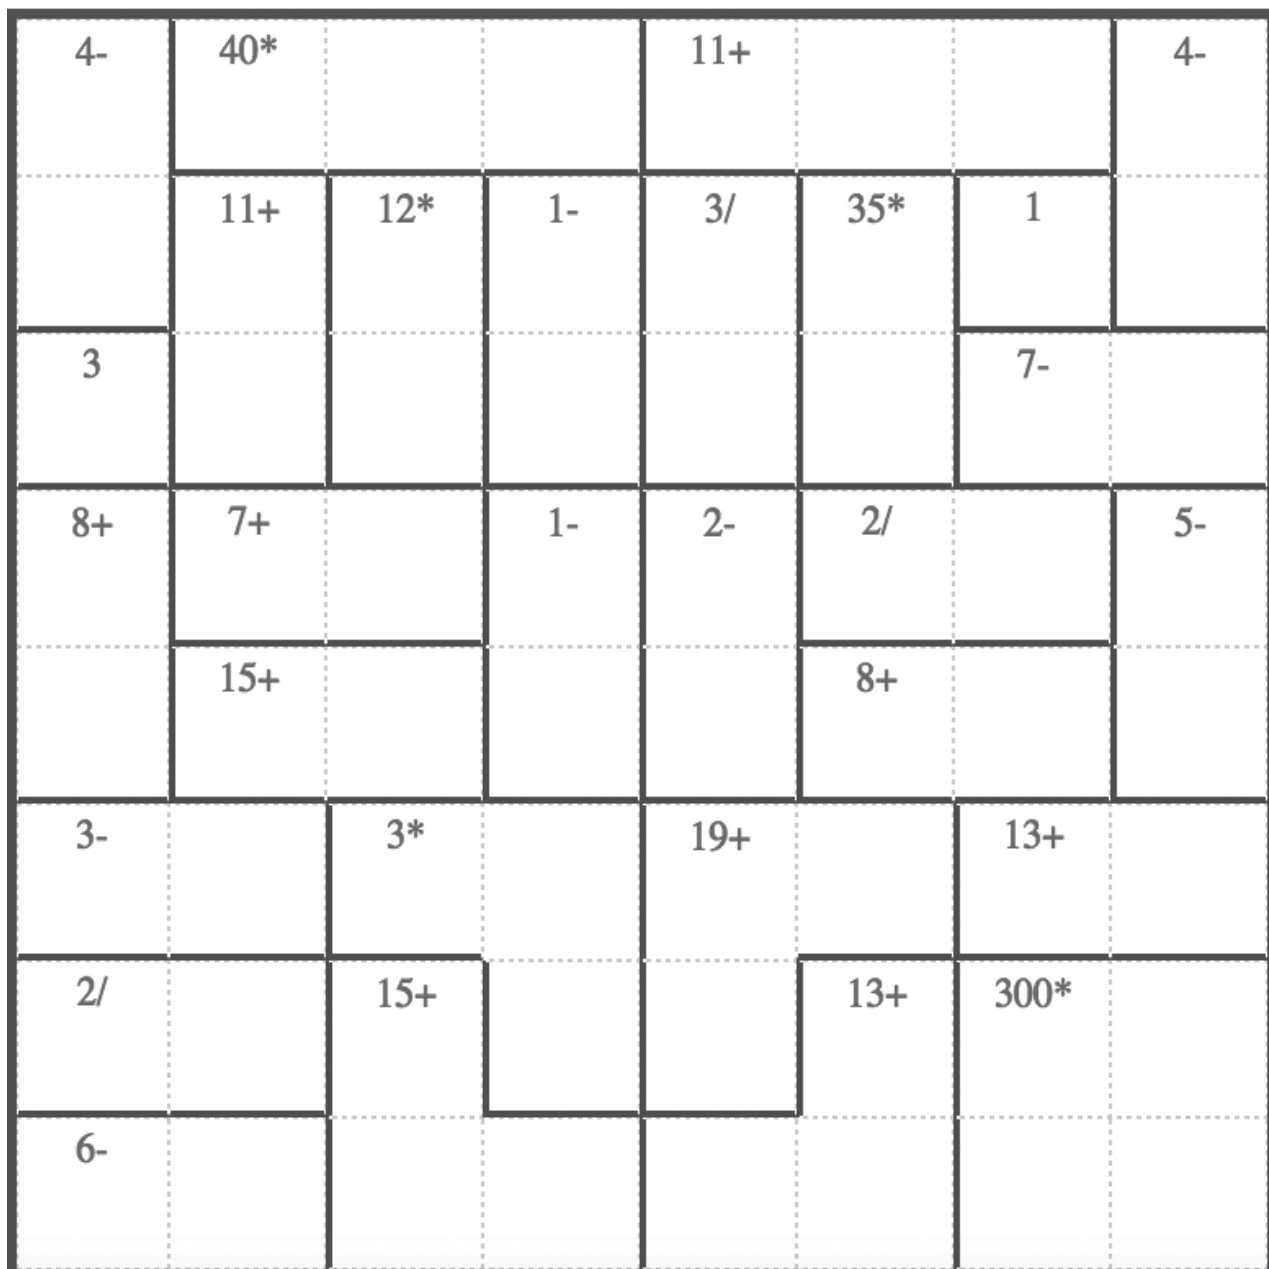 4- 40* 11+ 4-
11+ 12* 1- 3/ 35* 1
3 7-
8+ 7+ 1- 2- 2/ 5-
15+ 8+
3- 3* 19+ 13+
2/ 15+ 13+ 300*
6-